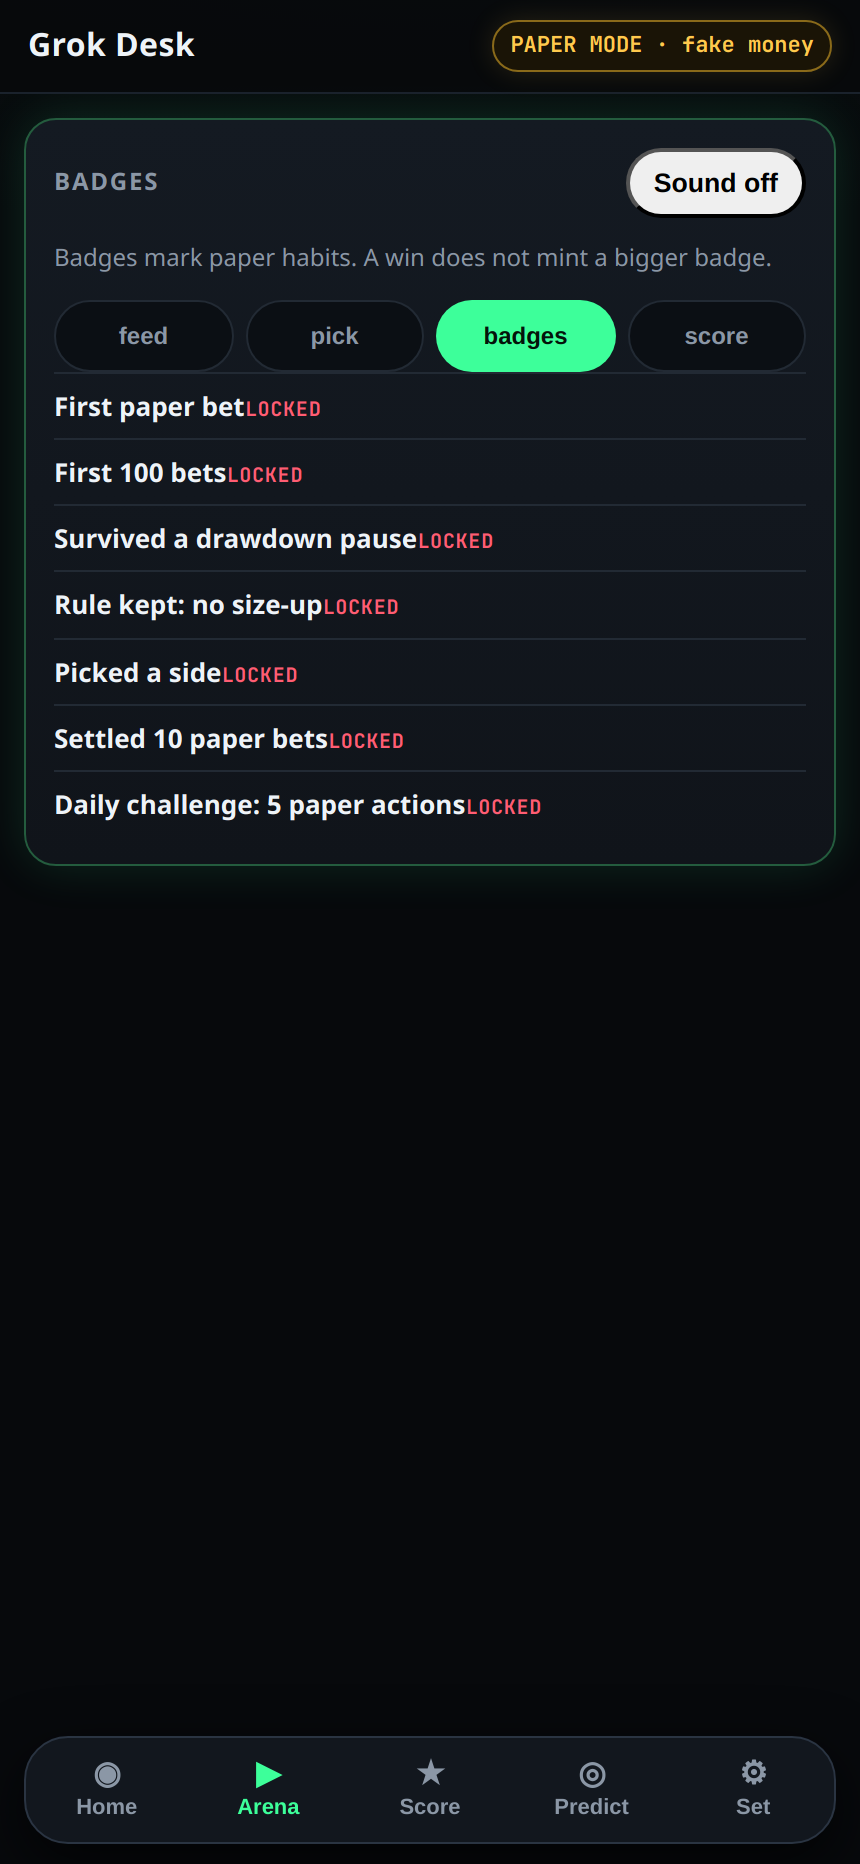 Grok Desk
PAPER MODE · fake money
BADGES
Sound off
Badges mark paper habits. A win does not mint a bigger badge.
feed
pick
badges
score
First paper betLOCKED
First 100 betsLOCKED
Survived a drawdown pauseLOCKED
Rule kept: no size-upLOCKED
Picked a sideLOCKED
Settled 10 paper betsLOCKED
Daily challenge: 5 paper actionsLOCKED
Home
Arena
Score
Predict
Set